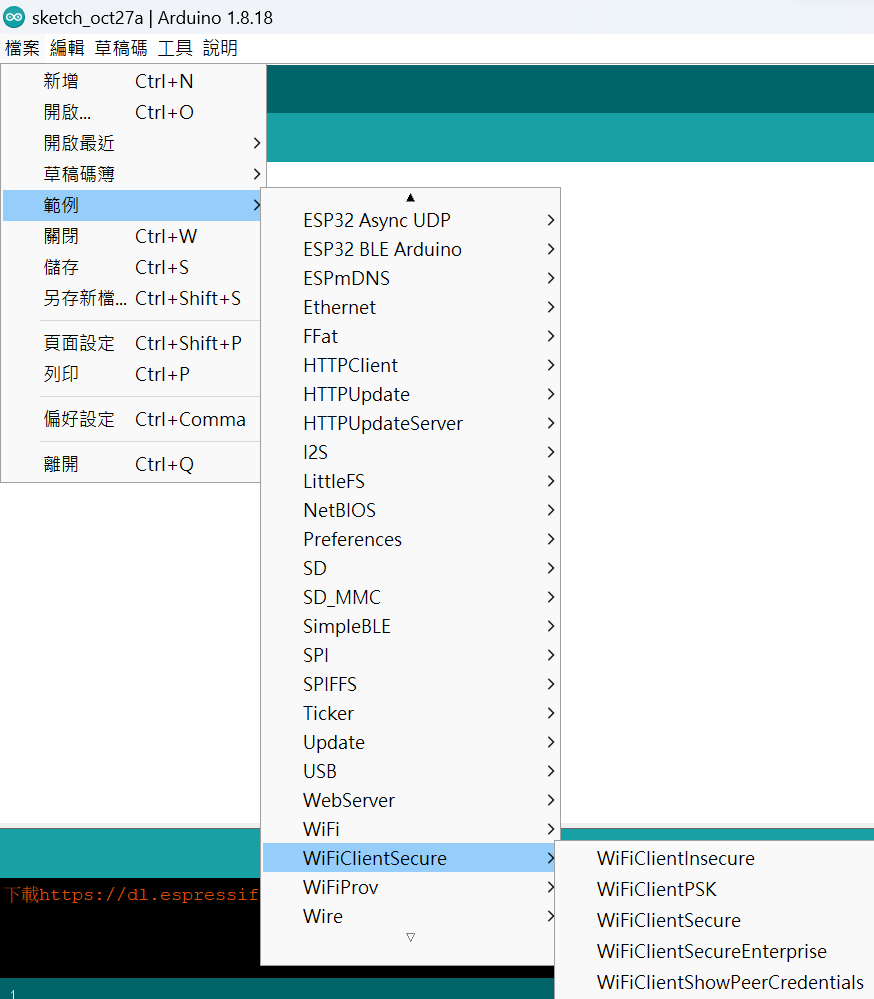 sketch_oct27a | Arduino 1.8.18
檔案 編輯 草稿碼 工具 說明
新增 Ctrl+N
開啟... Ctrl+O
開啟最近
草稿碼簿
範例
關閉 Ctrl+W
儲存 Ctrl+S
另存新檔... Ctrl+Shift+S
頁面設定 Ctrl+Shift+P
列印 Ctrl+P
偏好設定 Ctrl+Comma
離開 Ctrl+Q
ESP32 Async UDP
ESP32 BLE Arduino
ESPmDNS
Ethernet
FFat
HTTPClient
HTTPUpdate
HTTPUpdateServer
I2S
LittleFS
NetBIOS
Preferences
SD
SD_MMC
SimpleBLE
SPI
SPIFFS
Ticker
Update
USB
WebServer
WiFi
WiFiClientSecure
WiFiProv
Wire
WiFiClientInsecure
WiFiClientPSK
WiFiClientSecure
WiFiClientSecureEnterprise
WiFiClientShowPeerCredentials
下載https://dl.espressif
1